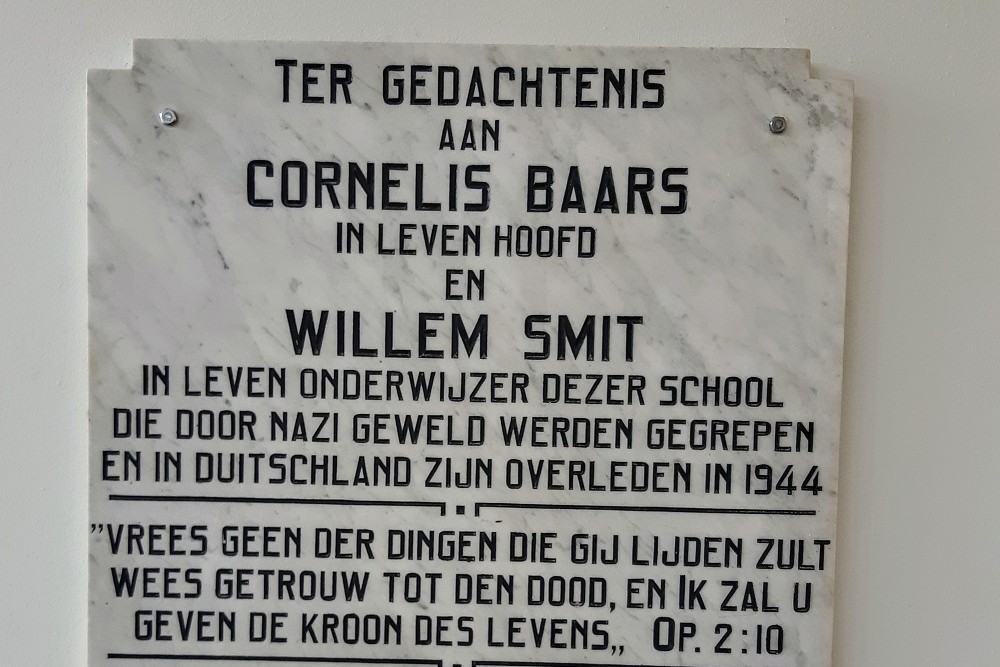 TER GEDACHTENIS
AAN
CORNELIS BAARS
IN LEVEN HOOFD
EN
WILLEM SMIT
IN LEVEN ONDERWIJZER DEZER SCHOOL
DIE DOOR NAZI GEWELD WERDEN GEGREPEN
EN IN DUITSCHLAND ZIJN OVERLEDEN IN 1944
"VREES GEEN DER DINGEN DIE GIJ LIJDEN ZULT
WEES GETROUW TOT DEN DOOD, EN IK ZAL U
GEVEN DE KROON DES LEVENS„ OP. 2:10